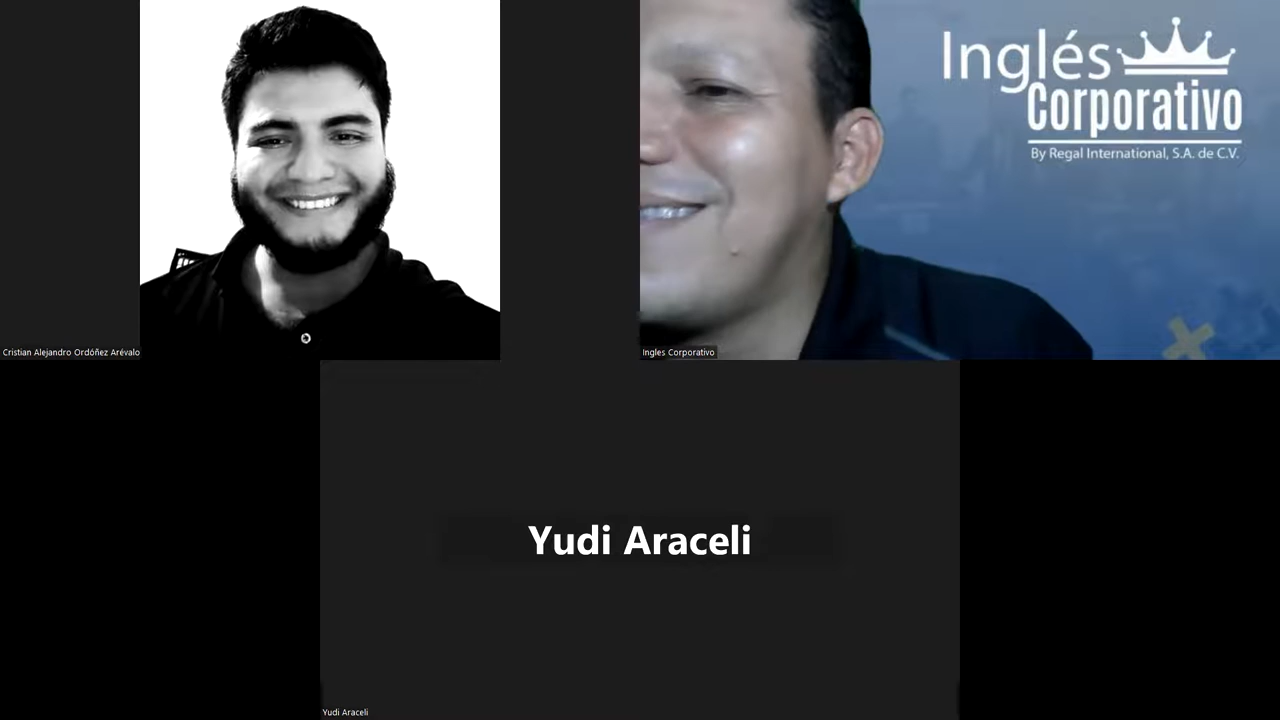 Inglés
Corporativo
By Regal International, S.A. de C.V.
Cristian Alejandro Ordóñez Arévalo
Ingles Corporativo
Yudi Araceli
Yudi Araceli